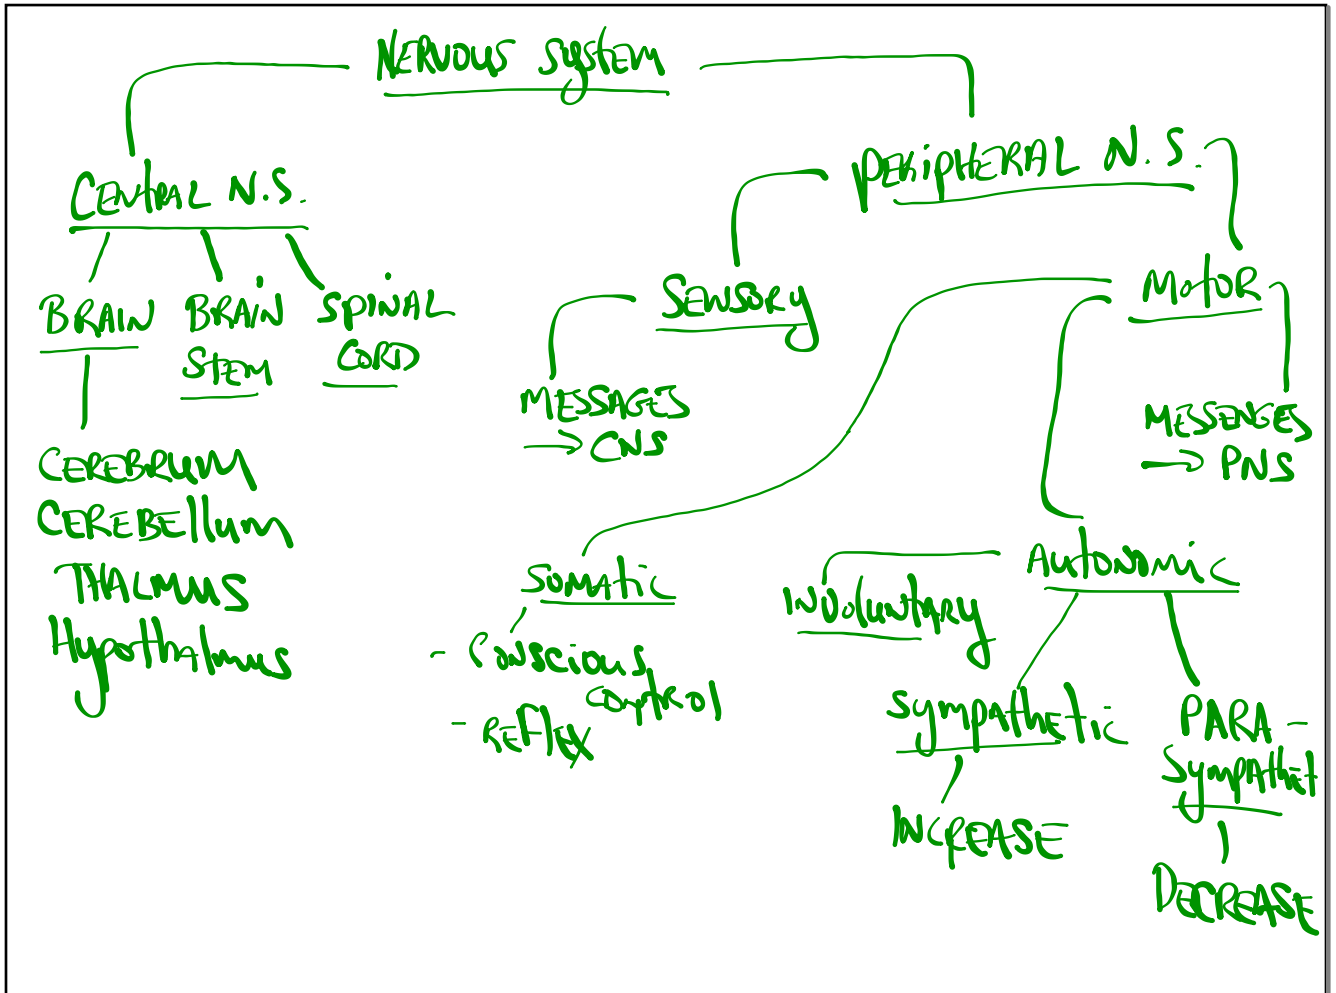 NERVOUS SYSTEM
CENTRAL N.S.
PERIPHERAL N.S.
BRAIN
BRAIN
STEM
SPINAL
CORD
SENSORY
MOTOR
MESSAGES
→ CNS
MESSENGES
→ PNS
CEREBRUM
CEREBELLUM
THALMUS
Hypothalmus
SOMATIC
- CONSCIOUS
CONTROL
- REFLEX
AUTONOMIC
INVOLUNTARY
SYMPATHETIC
INCREASE
PARA-
SYMPATHET
DECREASE